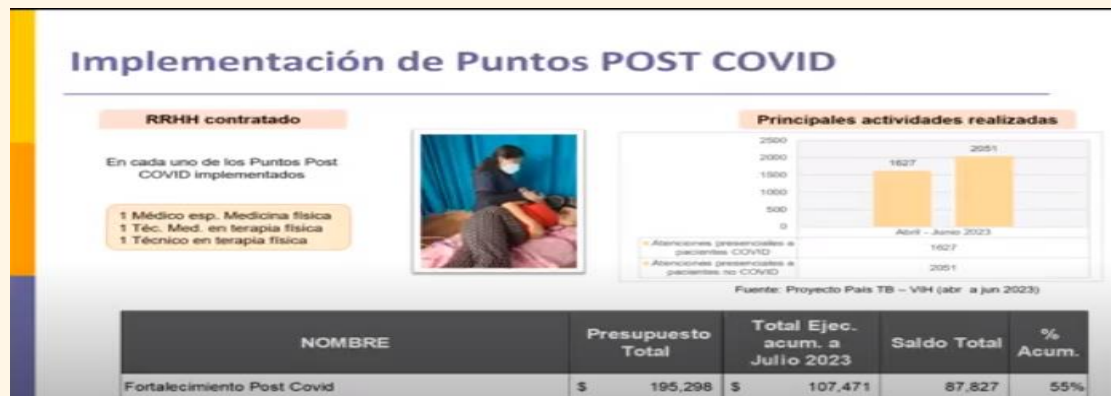 Implementación de Puntos POST COVID
RRHH contratado
En cada uno de los Puntos Post
COVID implementados
1 Médico esp. Medicina física
1 Téc. Med. en terapia física
1 Técnico en terapia física
Principales actividades realizadas
2500
2000
1500
1000
500
0
1627
2051
Abril - Junio 2023
Atenciones presenciales a
pacientes COVID
1627
Atenciones presenciales a
pacientes no COVID
2051
Fuente: Proyecto País TB – VIH (abr a jun 2023)
NOMBRE
Presupuesto
Total
Total Ejec.
acum. a
Julio 2023
Saldo Total
%
Acum.
Fortalecimiento Post Covid $ 195,298 $ 107,471 87,827 55%